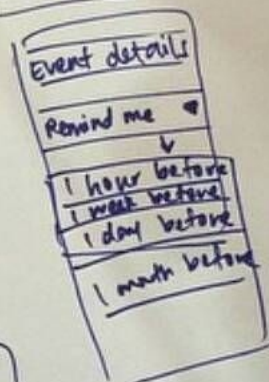 Event details
Remind me
1 hour before
1 week before
1 day before
1 month before